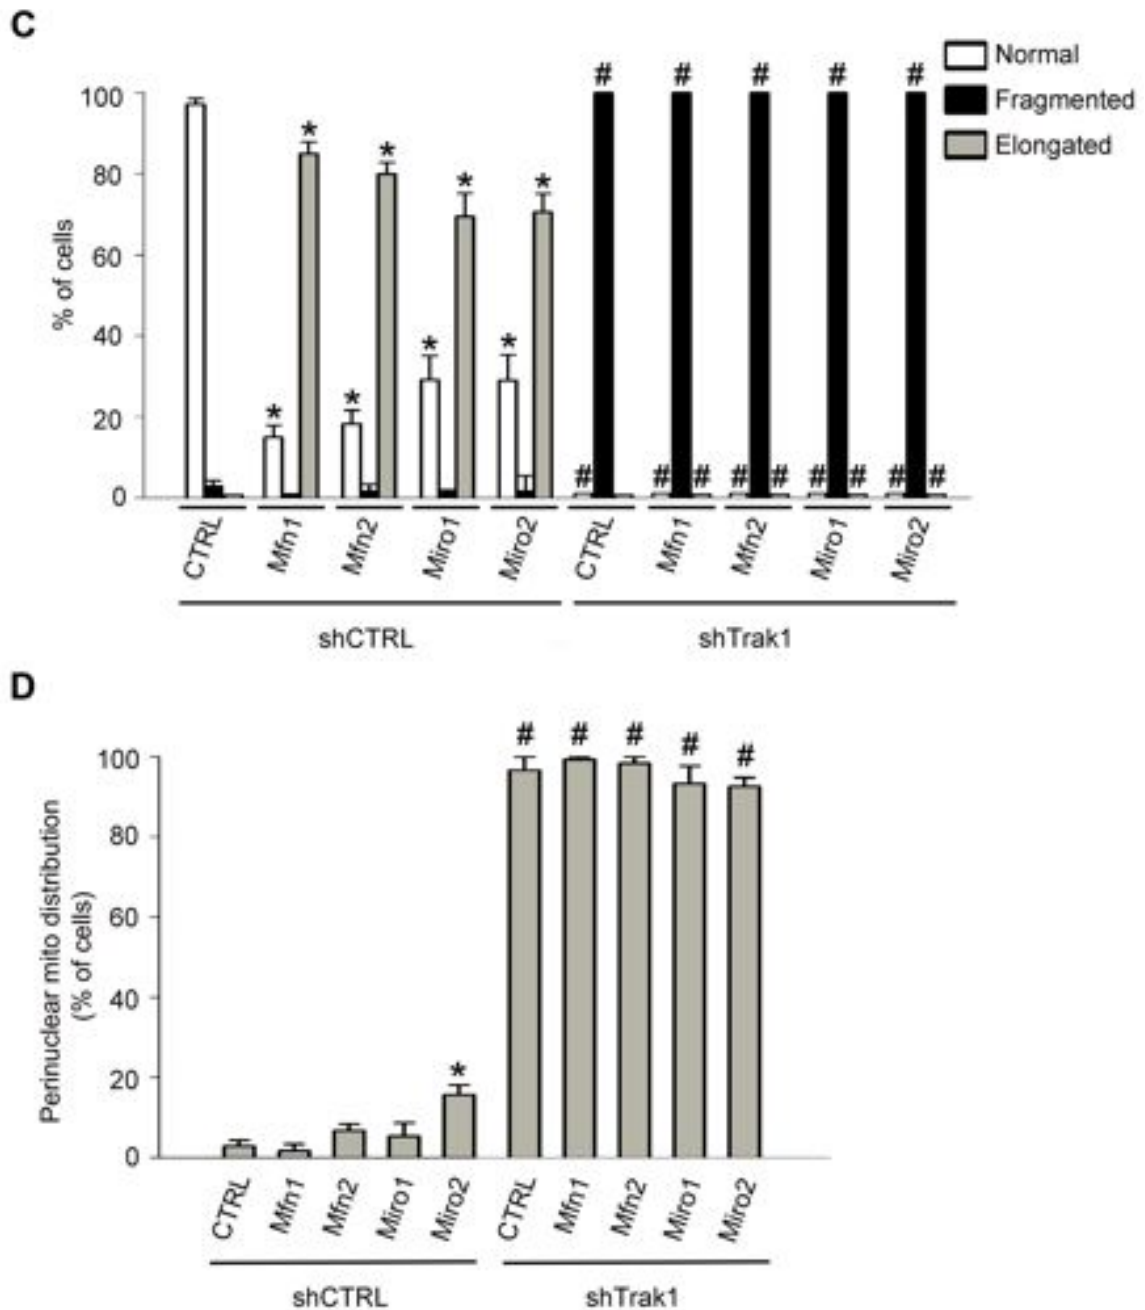 C
Normal
Fragmented
Elongated
% of cells
100
80
60
40
20
0
# # # # #
* * * *
* * * *
# # # # # # # # #
CTRL Mfn1 Mfn2 Miro1 Miro2 CTRL Mfn1 Mfn2 Miro1 Miro2
shCTRL shTrak1
D
Perinuclear mito distribution
(% of cells)
100
80
60
40
20
0
# # # # #
*
CTRL Mfn1 Mfn2 Miro1 Miro2 CTRL Mfn1 Mfn2 Miro1 Miro2
shCTRL shTrak1